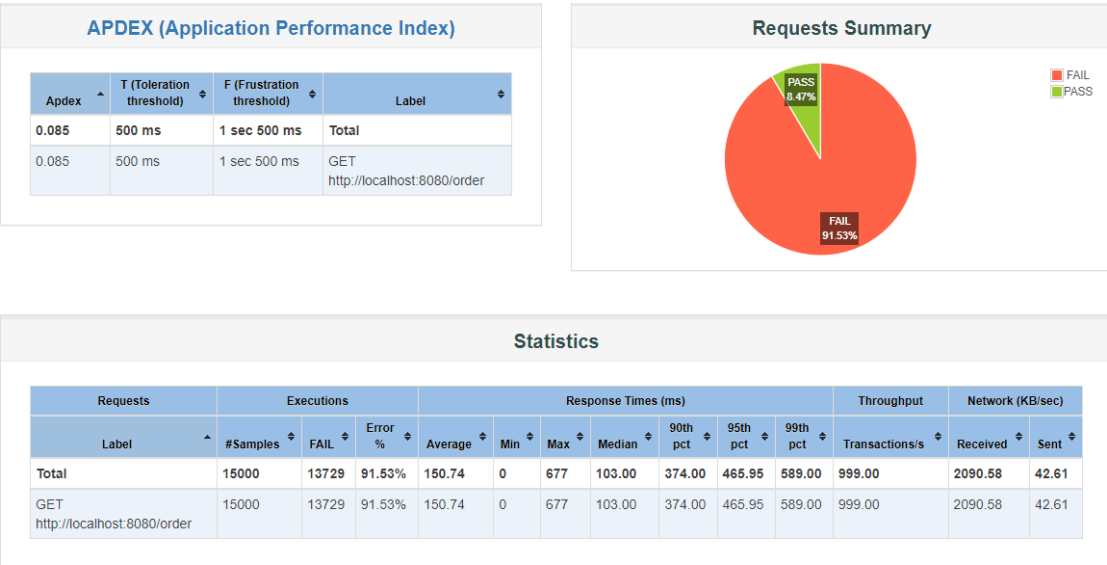 APDEX (Application Performance Index)
Apdex T (Toleration threshold) F (Frustration threshold) Label
0.085 500 ms 1 sec 500 ms Total
0.085 500 ms 1 sec 500 ms GET http://localhost:8080/order
Requests Summary
FAIL
PASS
PASS
8.47%
FAIL
91.53%
Statistics
Requests Executions Response Times (ms) Throughput Network (KB/sec)
Label #Samples FAIL Error % Average Min Max Median 90th pct 95th pct 99th pct Transactions/s Received Sent
Total 15000 13729 91.53% 150.74 0 677 103.00 374.00 465.95 589.00 999.00 2090.58 42.61
GET http://localhost:8080/order 15000 13729 91.53% 150.74 0 677 103.00 374.00 465.95 589.00 999.00 2090.58 42.61